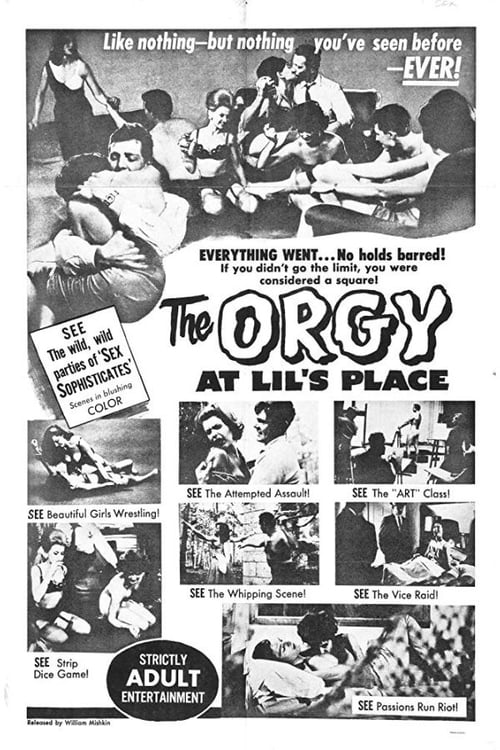 Like nothing—but nothing you've seen before
—EVER!
EVERYTHING WENT...No holds barred!
If you didn't go the limit, you were
considered a square!
The ORGY
AT LIL'S PLACE
SEE
The wild, wild
parties of 'SEX
SOPHISTICATES'
Scenes in blushing
COLOR
SEE Beautiful Girls Wrestling!
SEE The Attempted Assault!
SEE The "ART" Class!
SEE The Whipping Scene!
SEE The Vice Raid!
SEE Strip
Dice Game!
STRICTLY
ADULT
ENTERTAINMENT
SEE Passions Run Riot!
Released by William Mishkin